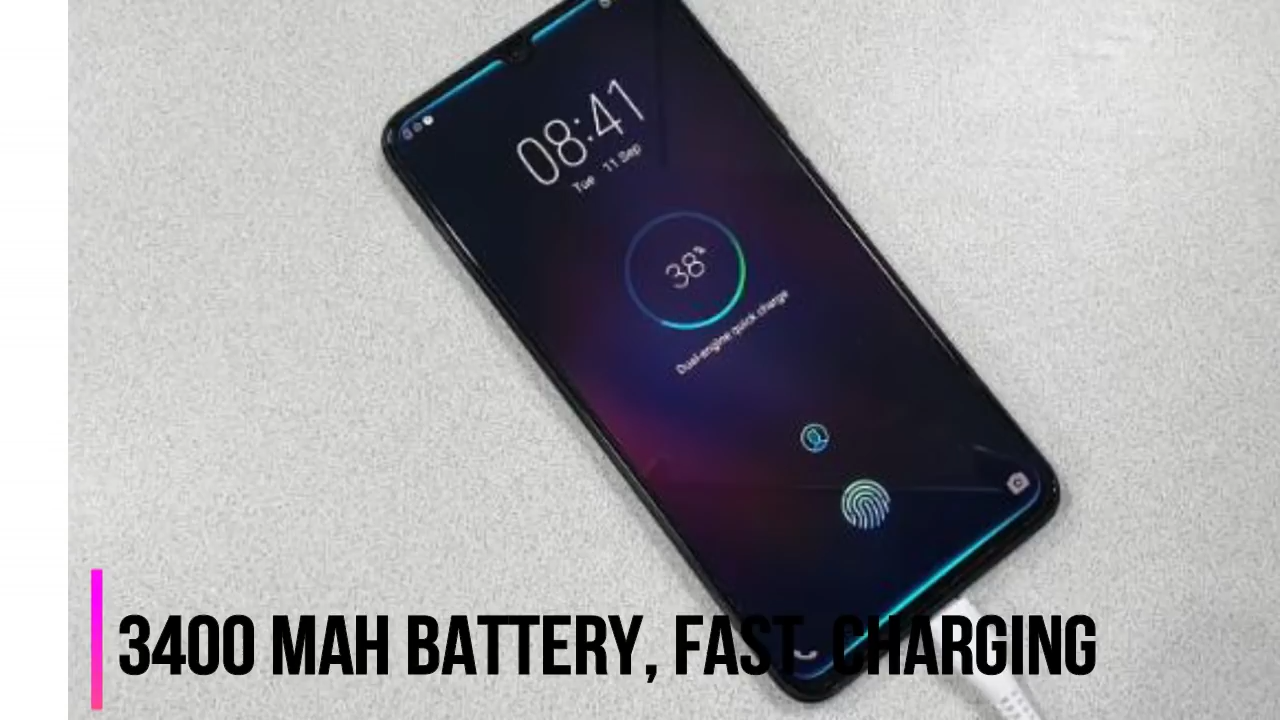 08:41
Tue 11 Sep
38%
Dual-engine quick charge
3400 MAH BATTERY, FAST CHARGING